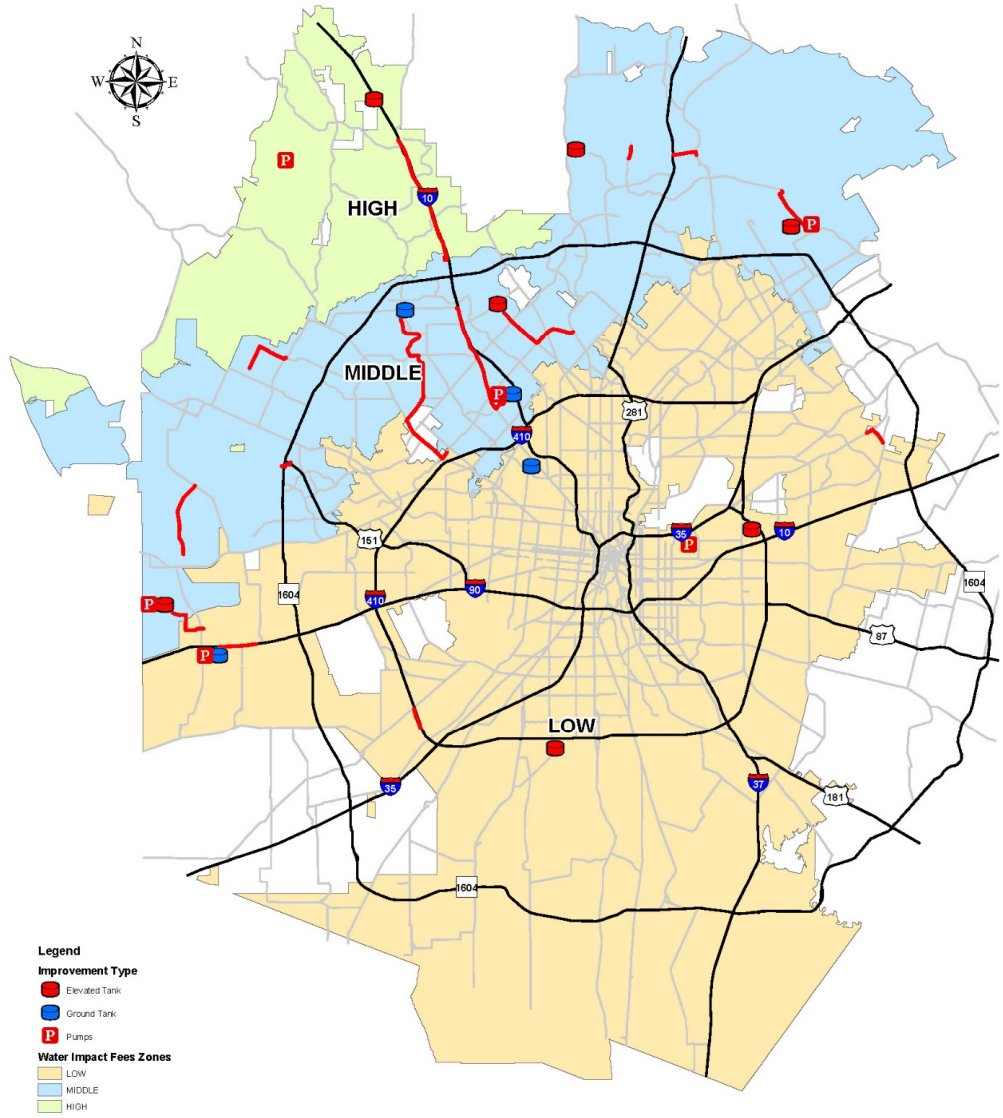 N
W E
S
HIGH
10
P
P
MIDDLE
P
281
410
151
35
P
10
1604
410
90
1604
P
87
P
LOW
35
37
181
1604
Legend
Improvement Type
Elevated Tank
Ground Tank
P Pumps
Water Impact Fees Zones
LOW
MIDDLE
HIGH